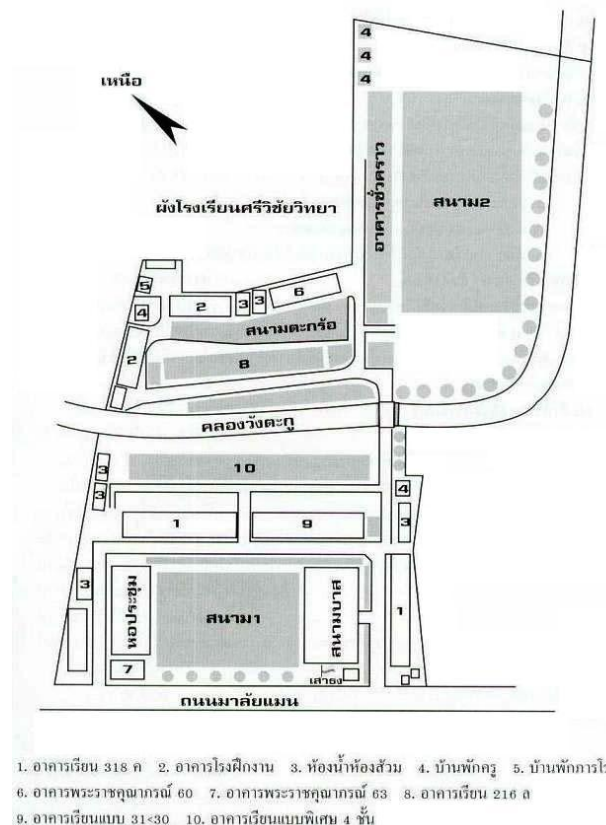 4
4
4
เหนือ
อาคารชั่วคราว
สนาม2
ผังโรงเรียนศรีวิชัยวิทยา
5
4
2
3
3
6
สนามตะกร้อ
2
8
คลองวังตะกู
10
3
3
4
3
1
9
3
หอประชุม
สนาม1
สนามบาส
1
7
เสาธง
ถนนมาลัยแมน
1. อาคารเรียน 318 ค 2. อาคารโรงฝึกงาน 3. ห้องน้ำห้องส้วม 4. บ้านพักครู 5. บ้านพักภารโร
6. อาคารพระราชคุณาภรณ์ 60 7. อาคารพระราชคุณาภรณ์ 63 8. อาคารเรียน 216 ล
9. อาคารเรียนแบบ 31<30 10. อาคารเรียนแบบพิเศษ 4 ชั้น